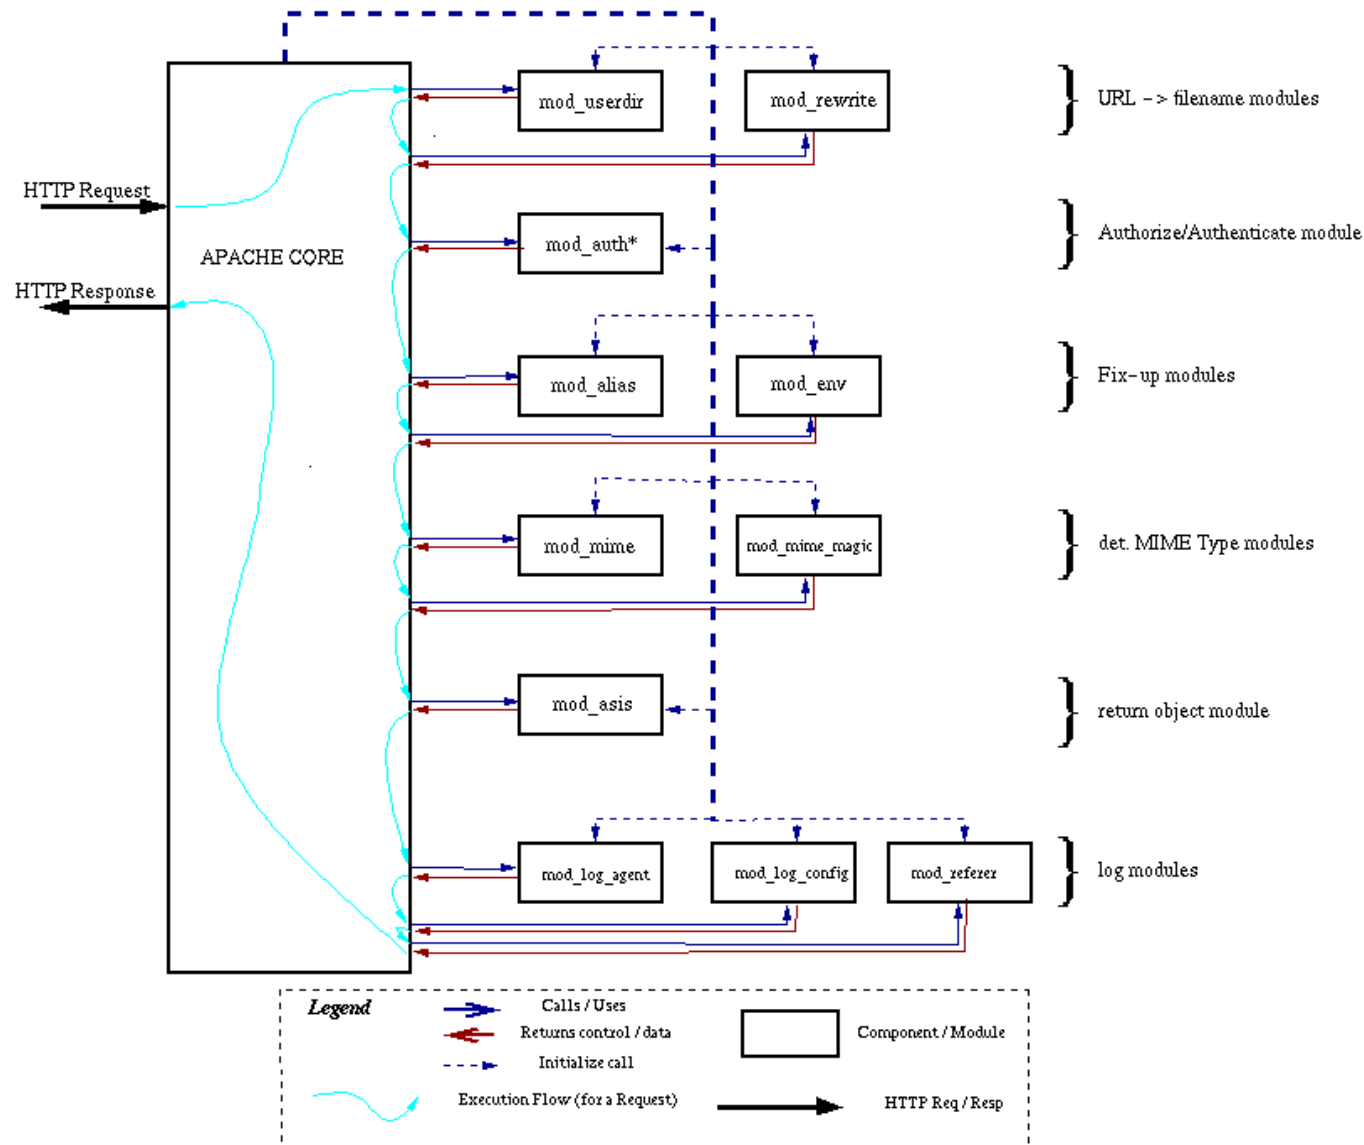 mod_userdir
mod_rewrite
URL -> filename modules
HTTP Request
mod_auth*
Authorize/Authenticate module
APACHE CORE
HTTP Response
mod_alias
mod_env
Fix-up modules
mod_mime
mod_mime_magic
det. MIME Type modules
mod_asis
return object module
mod_log_agent
mod_log_config
mod_referer
log modules
Legend
Calls / Uses
Returns control / data
Component / Module
Initialize call
Execution Flow (for a Request)
HTTP Req / Resp